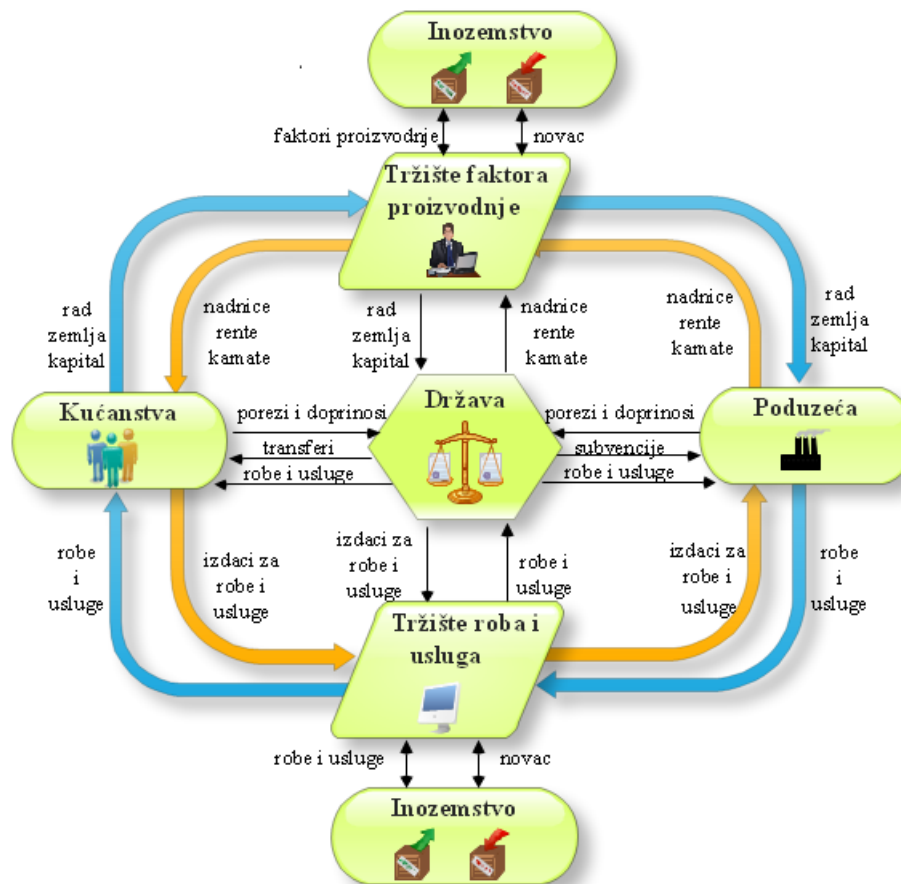 Inozemstvo
faktori proizvodnje
novac
Tržište faktora
proizvodnje
rad
zemlja
kapital
nadnice
rente
kamate
rad
zemlja
kapital
nadnice
rente
kamate
nadnice
rente
kamate
rad
zemlja
kapital
Kućanstva
porezi i doprinosi
transferi
robe i usluge
Država
porezi i doprinosi
subvencije
robe i usluge
Poduzeća
robe
i
usluge
izdaci za
robe i
usluge
izdaci za
robe i
usluge
robe i
usluge
izdaci za
robe i
usluge
robe
i
usluge
Tržište roba i
usluga
robe i usluge
novac
Inozemstvo